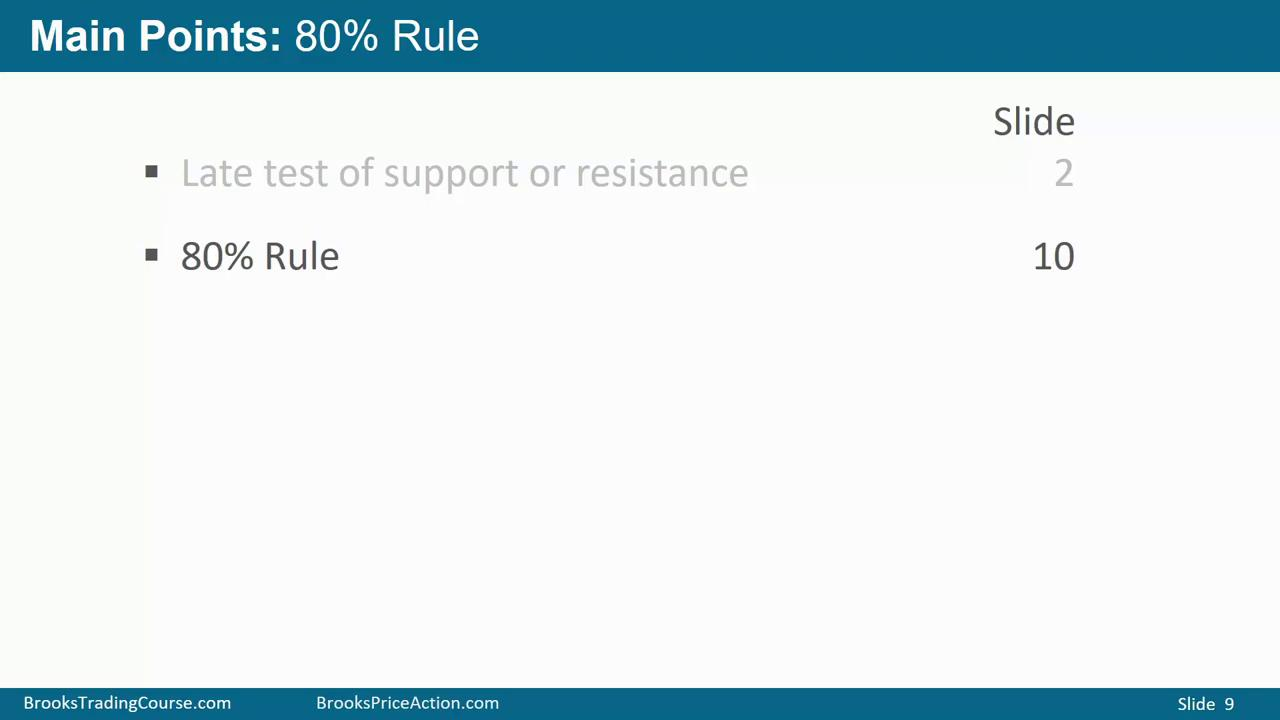 Main Points: 80% Rule
Slide
▪ Late test of support or resistance 2
▪ 80% Rule 10
BrooksTradingCourse.com BrooksPriceAction.com Slide 9